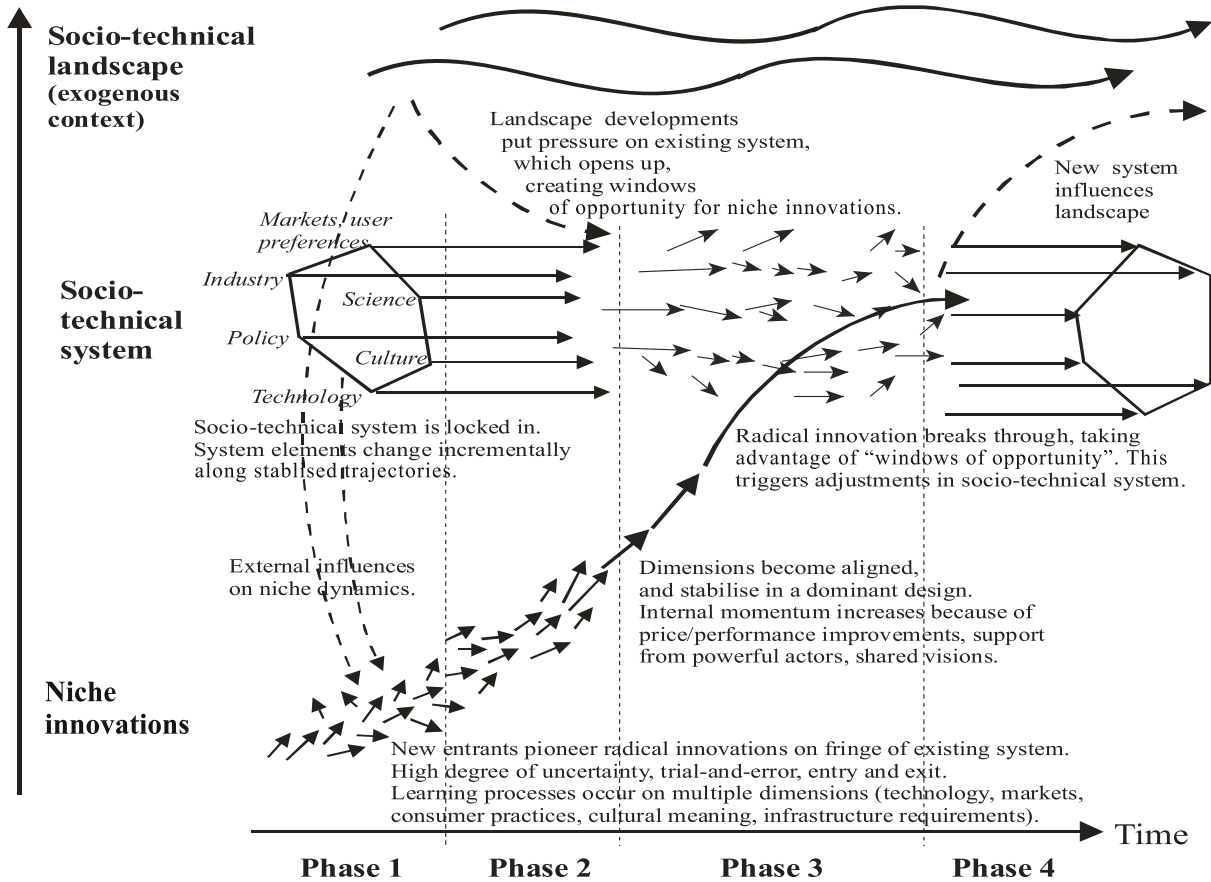 Socio-technical
landscape
(exogenous
context)
Landscape developments
put pressure on existing system,
which opens up,
creating windows
of opportunity for niche innovations.
New system
influences
landscape
Markets, user
preferences
Industry
Science
Policy
Culture
Technology
Socio-
technical
system
Socio-technical system is locked in.
System elements change incrementally
along stablised trajectories.
Radical innovation breaks through, taking
advantage of “windows of opportunity”. This
triggers adjustments in socio-technical system.
External influences
on niche dynamics.
Dimensions become aligned,
and stabilise in a dominant design.
Internal momentum increases because of
price/performance improvements, support
from powerful actors, shared visions.
Niche
innovations
New entrants pioneer radical innovations on fringe of existing system.
High degree of uncertainty, trial-and-error, entry and exit.
Learning processes occur on multiple dimensions (technology, markets,
consumer practices, cultural meaning, infrastructure requirements).
Time
Phase 1
Phase 2
Phase 3
Phase 4